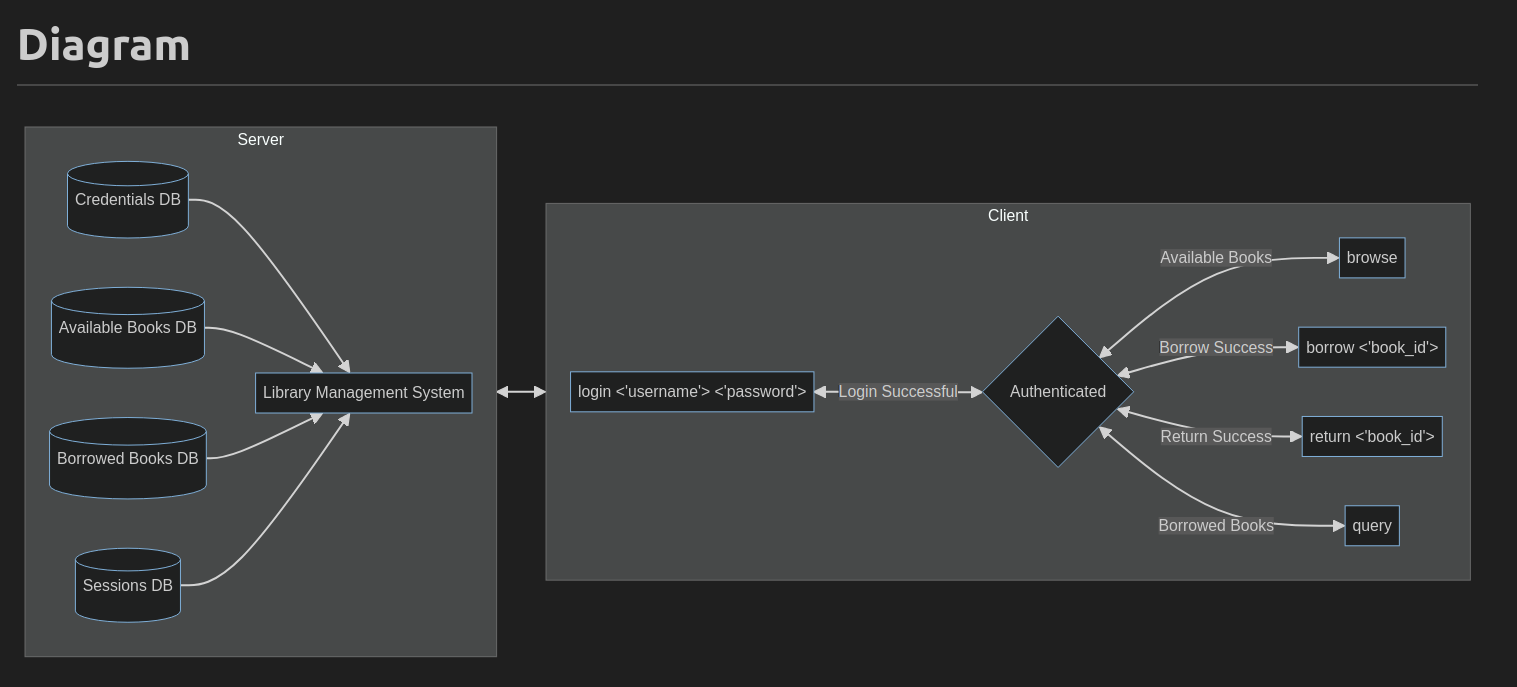 Diagram
Server
Credentials DB
Available Books DB
Library Management System
Borrowed Books DB
Sessions DB
Client
login <'username'> <'password'>
Login Successful
Authenticated
Available Books
browse
Borrow Success
borrow <'book_id'>
Return Success
return <'book_id'>
Borrowed Books
query